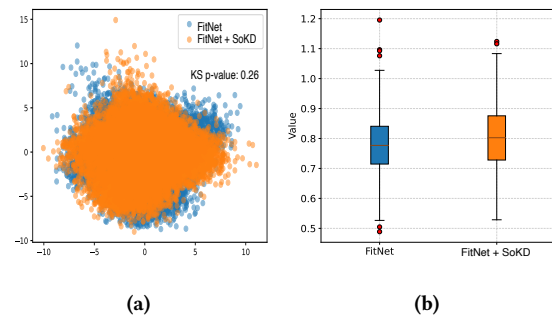 FitNet
FitNet + SoKD
KS p-value: 0.26
15
10
5
0
−5
−10
−10
−5
0
5
10
(a)
Value
1.2
1.1
1.0
0.9
0.8
0.7
0.6
0.5
FitNet
FitNet + SoKD
(b)